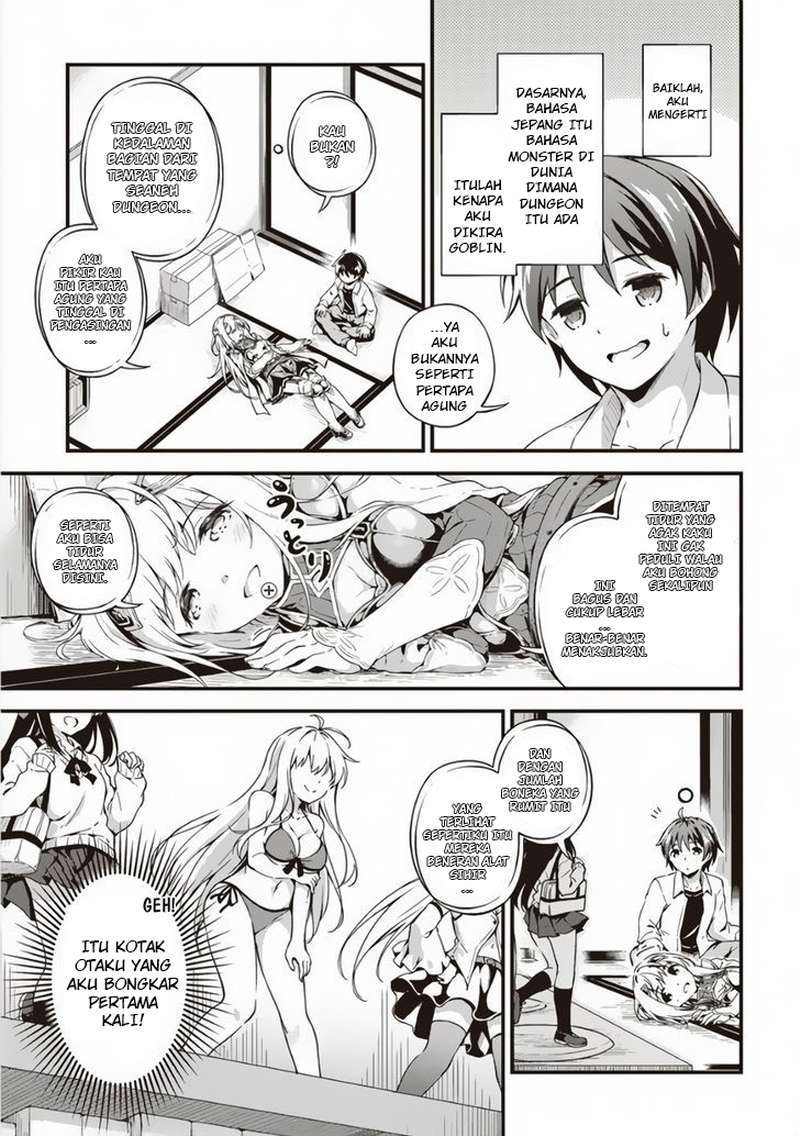 BAIKLAH,
AKU
MENGERTI
DASARNYA,
BAHASA
JEPANG ITU
BAHASA
MONSTER DI
DUNIA
DIMANA
DUNGEON
ITU ADA
ITULAH
KENAPA
AKU
DIKIRA
GOBLIN.
KAU
BUKAN
?!
...YA
AKU
BUKANNYA
SEPERTI
PERTAPA
AGUNG
TINGGAL DI
KEDALAMAN
BAGIAN DARI
TEMPAT YANG
SEANEH
DUNGEON...
AKU
PIKIR KAU
ITU PERTAPA
AGUNG YANG
TINGGAL DI
PENGASINGAN
...
DITEMPAT
TIDUR YANG
AGAK KAKU
INI GAK
PEDULI WALAU
AKU BOHONG
SEKALIPUN
INI
BAGUS DAN
CUKUP LEBAR
...
BENAR-BENAR
MENAKJUBKAN.
うっとり
SEPERTI
AKU BISA
TIDUR
SELAMANYA
DISINI.
DAN
DENGAN
JUMLAH
BONEKA YANG
RUMIT ITU
YANG
TERLIHAT
SEPERTIKU ITU
MEREKA
BENERAN ALAT
SIHIR
...
GEH!
ITU KOTAK
OTAKU YANG
AKU BONGKAR
PERTAMA
KALI!